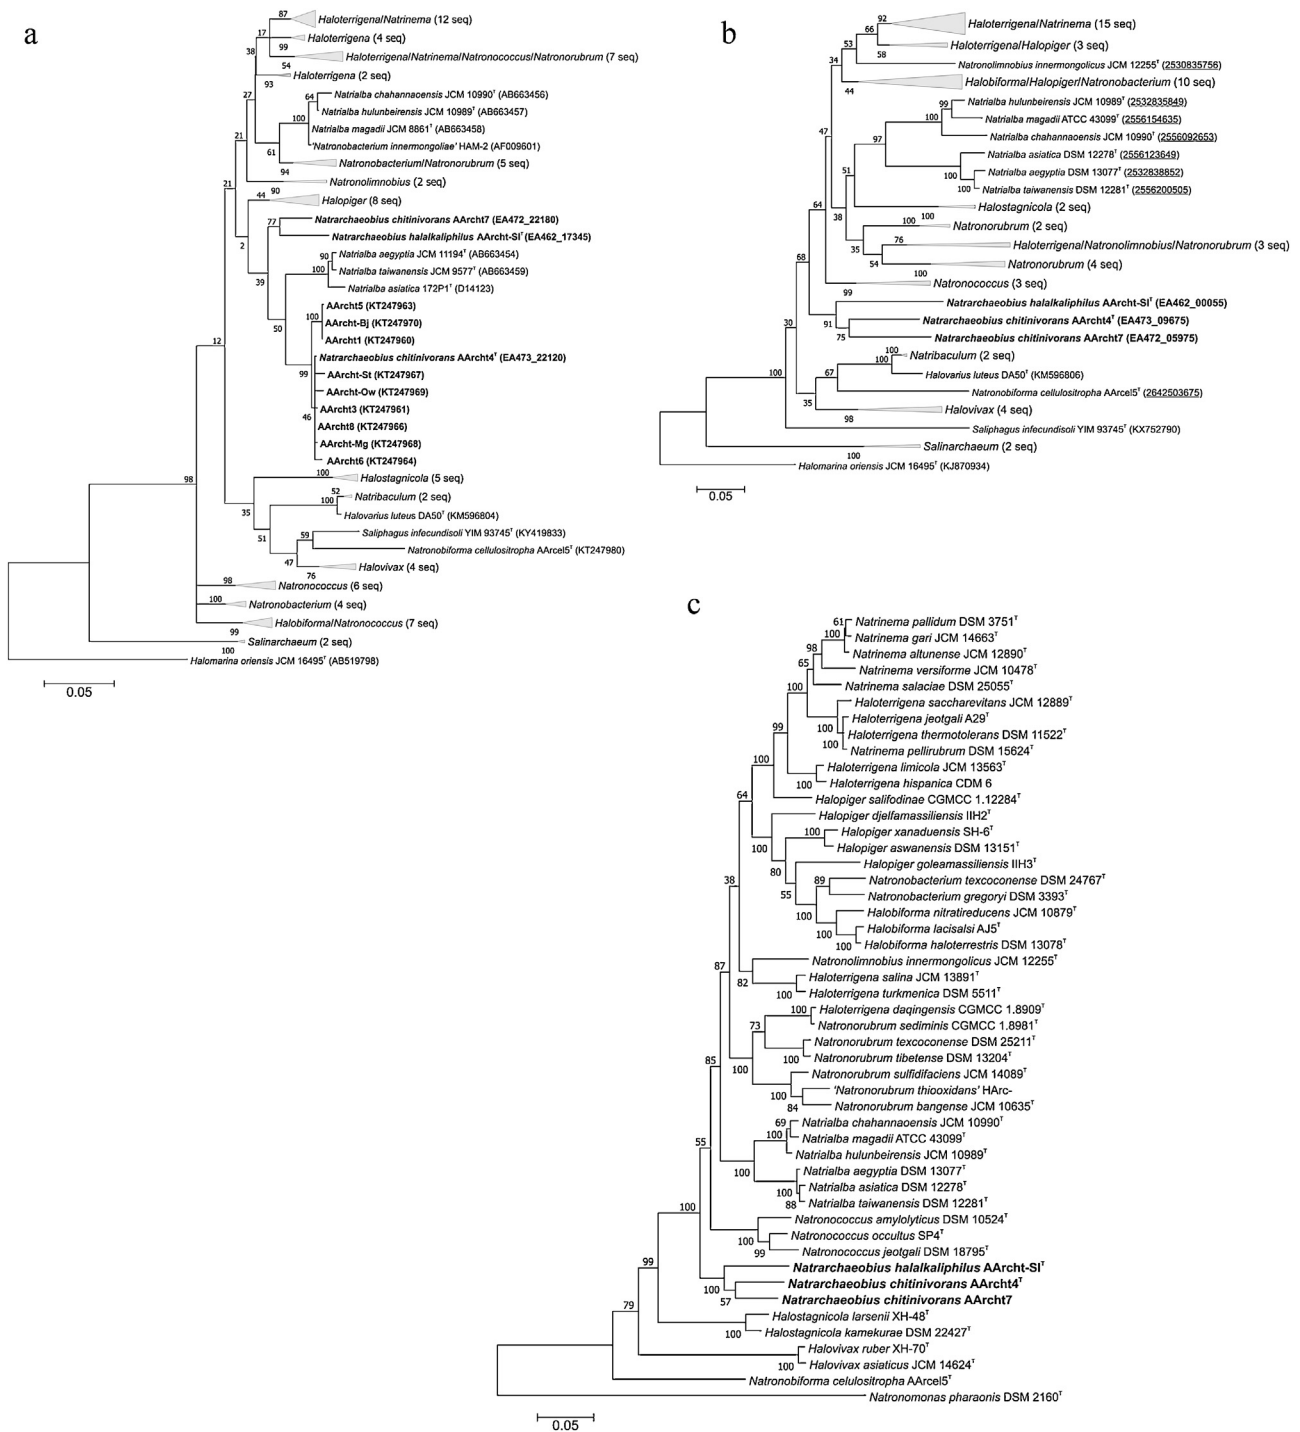 a
87
Haloterrigena/Natrinema (12 seq)
17
Haloterrigena (4 seq)
38
99
Haloterrigena/Natrinema/Natronococcus/Natronorubrum (7 seq)
54
Haloterrigena (2 seq)
93
27
64
Natrialba chahannaoensis JCM 10990T (AB663456)
Natrialba hulunbeirensis JCM 10989T (AB663457)
100
Natrialba magadii JCM 8861T (AB663458)
21
'Natronobacterium innermongoliae' HAM-2 (AF009601)
61
Natronobacterium/Natronorubrum (5 seq)
94
21
Natronolimnobius (2 seq)
44 90
Halopiger (8 seq)
77
Natrarchaeobius chitinivorans AArcht7 (EA472_22180)
2
Natrarchaeobius halalkaliphilus AArcht-SlT (EA462_17345)
90
Natrialba aegyptia JCM 11194T (AB663454)
100
Natrialba taiwanensis JCM 9577T (AB663459)
39
Natrialba asiatica 172P1T (D14123)
AArcht5 (KT247963)
100
AArcht-Bj (KT247970)
50
AArcht1 (KT247960)
12
Natrarchaeobius chitinivorans AArcht4T (EA473_22120)
99
AArcht-St (KT247967)
AArcht-Ow (KT247969)
AArcht3 (KT247961)
46
AArcht8 (KT247966)
AArcht-Mg (KT247968)
AArcht6 (KT247964)
98
100
Halostagnicola (5 seq)
52
Natribaculum (2 seq)
100
35
Halovarius luteus DA50T (KM596804)
51
59
Saliphagus infecundisoli YIM 93745T (KY419833)
Natronobiforma cellulositropha AArcel5T (KT247980)
47
Halovivax (4 seq)
76
98
Natronococcus (6 seq)
100
Natronobacterium (4 seq)
Halobiforma/Natronococcus (7 seq)
99
Salinarchaeum (2 seq)
100
Halomarina oriensis JCM 16495T (AB519798)
0.05
b
92
Haloterrigena/Natrinema (15 seq)
66
53
Haloterrigena/Halopiger (3 seq)
58
34
Natronolimnobius innermongolicus JCM 12255T (2530835756)
Halobiforma/Halopiger/Natronobacterium (10 seq)
44
99
Natrialba hulunbeirensis JCM 10989T (2532835849)
100
Natrialba magadii ATCC 43099T (2556154635)
47
97
Natrialba chahannaoensis JCM 10990T (2556092653)
Natrialba asiatica DSM 12278T (2556123649)
51
100
Natrialba aegyptia DSM 13077T (2532838852)
100
Natrialba taiwanensis DSM 12281T (2556200505)
64
Halostagnicola (2 seq)
38
100 100
Natronorubrum (2 seq)
76
35
Haloterrigena/Natronolimnobius/Natronorubrum (3 seq)
54
Natronorubrum (4 seq)
68
100
Natronococcus (3 seq)
99
Natrarchaeobius halalkaliphilus AArcht-SlT (EA462_00055)
91
Natrarchaeobius chitinivorans AArcht4T (EA473_09675)
30
75
Natrarchaeobius chitinivorans AArcht7 (EA472_05975)
100
Natribaculum (2 seq)
100
67
Halovarius luteus DA50T (KM596806)
100
Natronobiforma cellulositropha AArcel5T (2642503675)
35
Halovivax (4 seq)
98
Saliphagus infecundisoli YIM 93745T (KX752790)
Salinarchaeum (2 seq)
100
Halomarina oriensis JCM 16495T (KJ870934)
0.05
c
61
Natrinema pallidum DSM 3751T
100
Natrinema gari JCM 14663T
98
Natrinema altunense JCM 12890T
65
Natrinema versiforme JCM 10478T
100
Natrinema salaciae DSM 25055T
Haloterrigena saccharevitans JCM 12889T
99
100
Haloterrigena jeotgali A29T
Haloterrigena thermotolerans DSM 11522T
100
Natrinema pellirubrum DSM 15624T
100
Haloterrigena limicola JCM 13563T
100
Haloterrigena hispanica CDM 6
64
Halopiger salifodinae CGMCC 1.12284T
Halopiger djelfamassiliensis IIH2T
100
Halopiger xanaduensis SH-6T
100
Halopiger aswanensis DSM 13151T
80
Halopiger goleamassiliensis IIH3T
38
89
Natronobacterium texcoconense DSM 24767T
55
Natronobacterium gregoryi DSM 3393T
100
Halobiforma nitratireducens JCM 10879T
100
Halobiforma lacisalsi AJ5T
100
Halobiforma haloterrestris DSM 13078T
87
Natronolimnobius innermongolicus JCM 12255T
82
Haloterrigena salina JCM 13891T
100
Haloterrigena turkmenica DSM 5511T
100
Haloterrigena daqingensis CGMCC 1.8909T
73
Natronorubrum sediminis CGMCC 1.8981T
Natronorubrum texcoconense DSM 25211T
85
100
Natronorubrum tibetense DSM 13204T
100
Natronorubrum sulfidifaciens JCM 14089T
100
'Natronorubrum thiooxidans' HArc-
84
Natronorubrum bangense JCM 10635T
69
Natrialba chahannaoensis JCM 10990T
100
Natrialba magadii ATCC 43099T
55
Natrialba hulunbeirensis JCM 10989T
100
Natrialba aegyptia DSM 13077T
100
Natrialba asiatica DSM 12278T
88
Natrialba taiwanensis DSM 12281T
100
Natronococcus amylolyticus DSM 10524T
100
Natronococcus occultus SP4T
99
Natronococcus jeotgali DSM 18795T
99
Natrarchaeobius halalkaliphilus AArcht-SlT
100
Natrarchaeobius chitinivorans AArcht4T
57
Natrarchaeobius chitinivorans AArcht7
79
Halostagnicola larsenii XH-48T
100
Halostagnicola kamekurae DSM 22427T
Halovivax ruber XH-70T
100
Halovivax asiaticus JCM 14624T
Natronobiforma celulositropha AArcel5T
Natronomonas pharaonis DSM 2160T
0.05